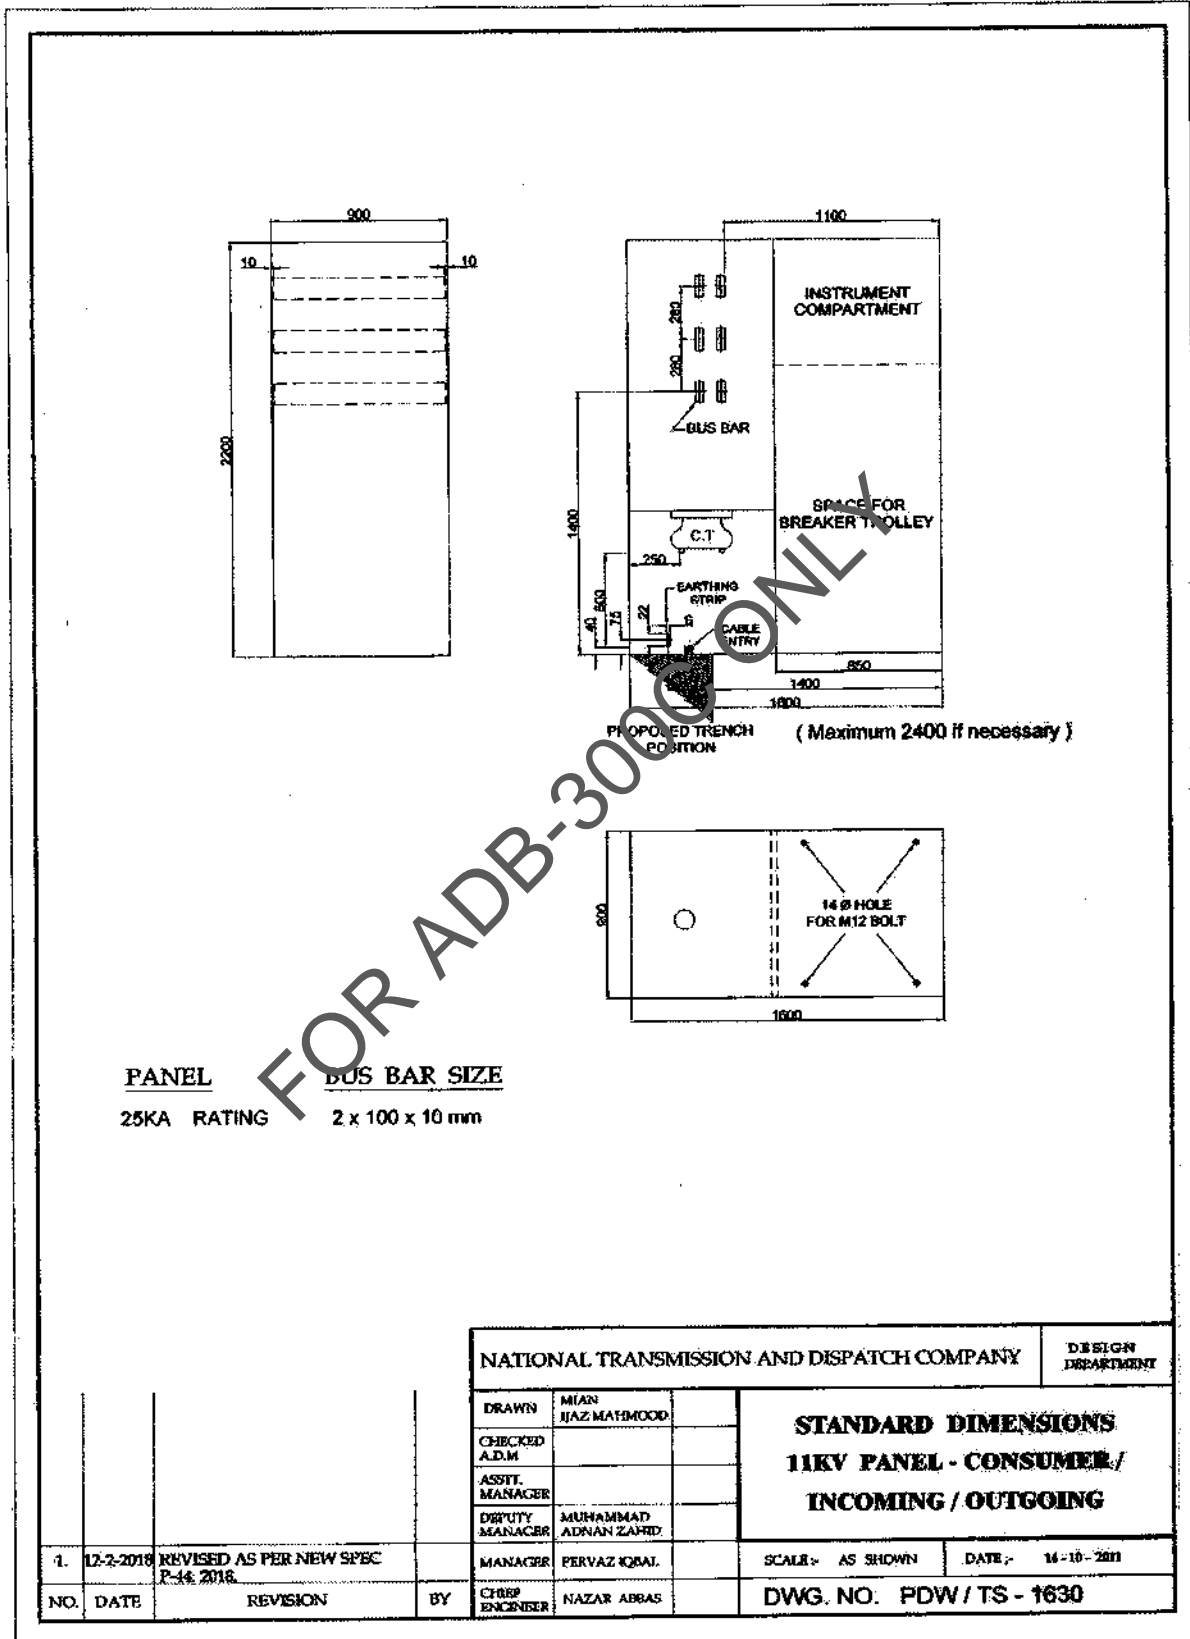 900
10
10
2200
1100
280
280
INSTRUMENT
COMPARTMENT
BUS BAR
1400
SPACE FOR
BREAKER TROLLEY
C.T
250
EARTHING
STRIP
600
75
40
22
CABLE
ENTRY
850
1400
1600
PROPOSED TRENCH
POSITION
( Maximum 2400 if necessary )
14 Ø HOLE
FOR M12 BOLT
1600
FOR ADB-300C ONLY
PANEL BUS BAR SIZE
25KA RATING 2 x 100 x 10 mm
NATIONAL TRANSMISSION AND DISPATCH COMPANY
DESIGN
DEPARTMENT
DRAWN MIAN
IJAZ MAHMOOD
CHECKED
A.D.M
ASSTT.
MANAGER
DEPUTY
MANAGER
MUHAMMAD
ADNAN ZAHID
MANAGER PERVAZ IQBAL
CHIEF
ENGINEER
NAZAR ABBAS
STANDARD DIMENSIONS
11KV PANEL - CONSUMER /
INCOMING / OUTGOING
SCALE:- AS SHOWN DATE :- 14-10-2011
DWG. NO. PDW / TS - 1630
1. 12-2-2018 REVISED AS PER NEW SPEC
P-44: 2018.
NO. DATE REVISION BY